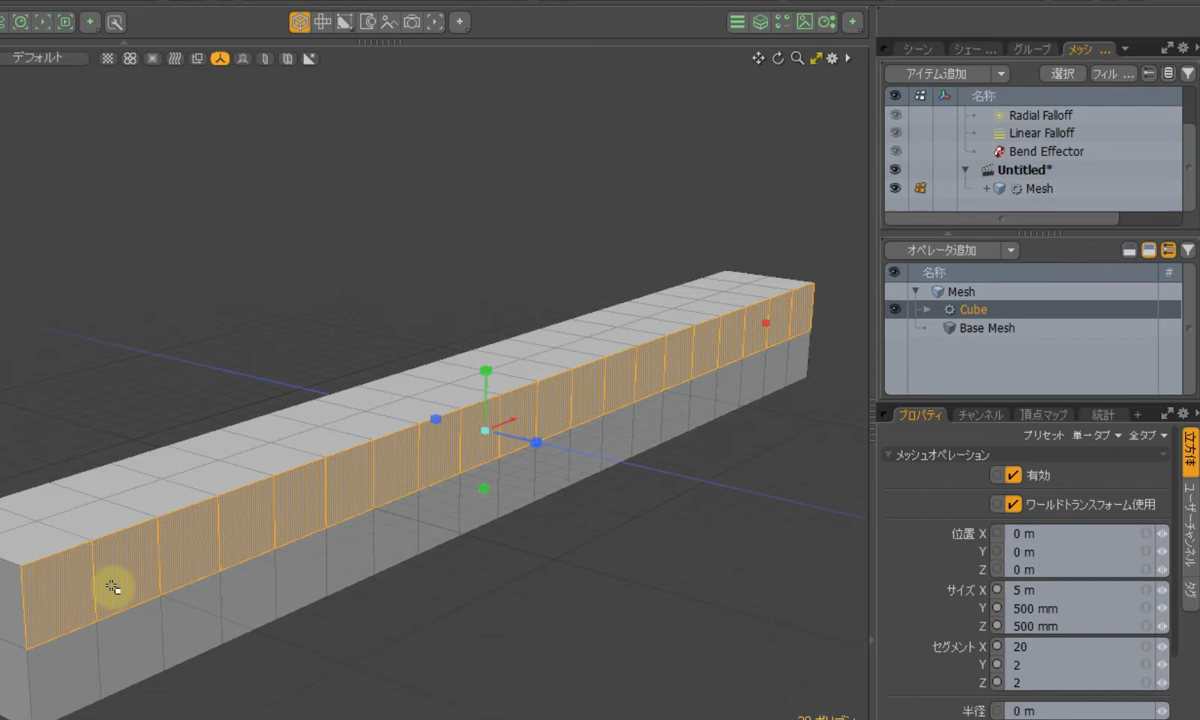 デフォルト
シーン シェー ... グループ メッシ ...
アイテム追加 選択 フィル ...
名称
Radial Falloff
Linear Falloff
Bend Effector
Untitled*
Mesh
オペレータ追加
名称 #
Mesh
Cube
Base Mesh
プロパティ チャンネル 頂点マップ 統計 +
プリセット 単一タブ 全タブ
メッシュオペレーション
有効
ワールドトランスフォーム使用
位置 X 0 m
Y 0 m
Z 0 m
サイズ X 5 m
Y 500 mm
Z 500 mm
セグメント X 20
Y 2
Z 2
半径 0 m
立方体
ユーザーチャンネル
タグ